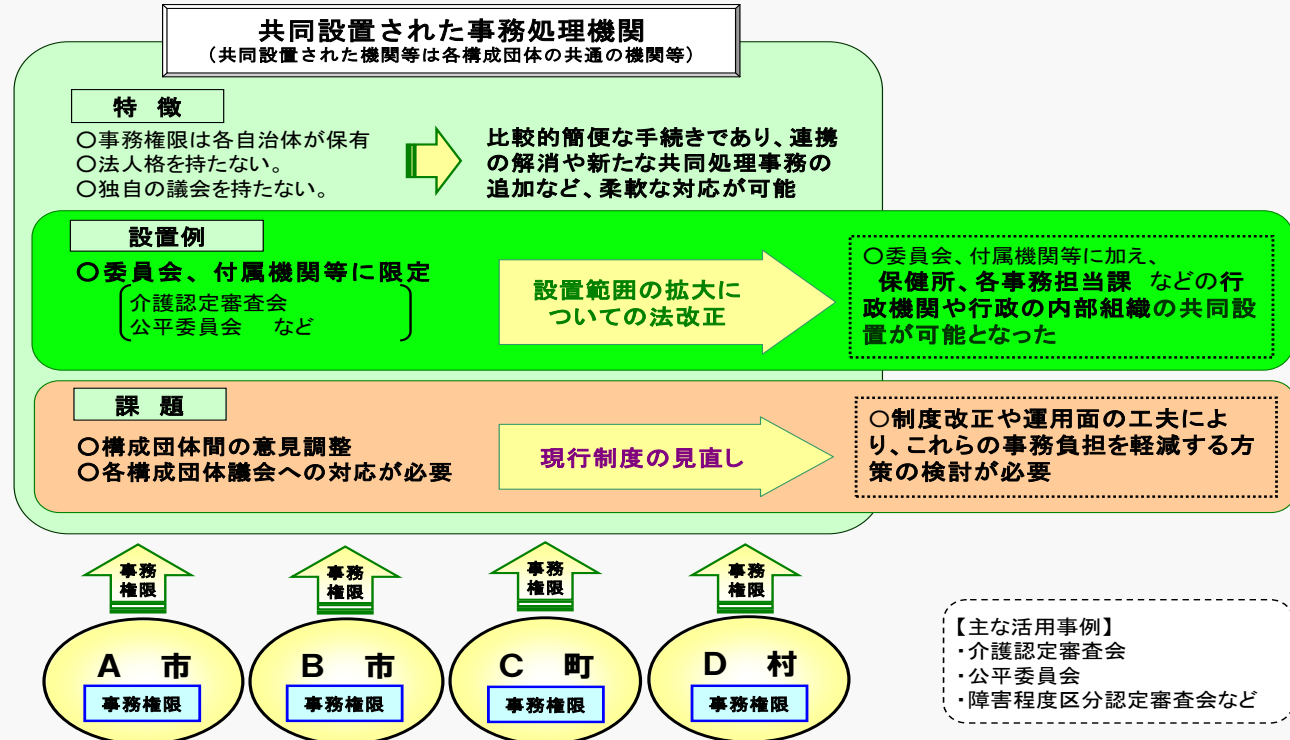 共同設置された事務処理機関
（共同設置された機関等は各構成団体の共通の機関等）
特　徴
○事務権限は各自治体が保有
○法人格を持たない。
○独自の議会を持たない。
比較的簡便な手続きであり、連携
の解消や新たな共同処理事務の
追加など、柔軟な対応が可能
設置例
○委員会、付属機関等に限定
介護認定審査会
公平委員会　など
設置範囲の拡大に
ついての法改正
○委員会、付属機関等に加え、
保健所、各事務担当課 などの行
政機関や行政の内部組織の共同設
置が可能となった
課　題
○構成団体間の意見調整
○各構成団体議会への対応が必要
現行制度の見直し
○制度改正や運用面の工夫によ
り、これらの事務負担を軽減する方
策の検討が必要
事務
権限
事務
権限
事務
権限
事務
権限
A　市
事務権限
B　市
事務権限
C　町
事務権限
D　村
事務権限
【主な活用事例】
・介護認定審査会
・公平委員会
・障害程度区分認定審査会など